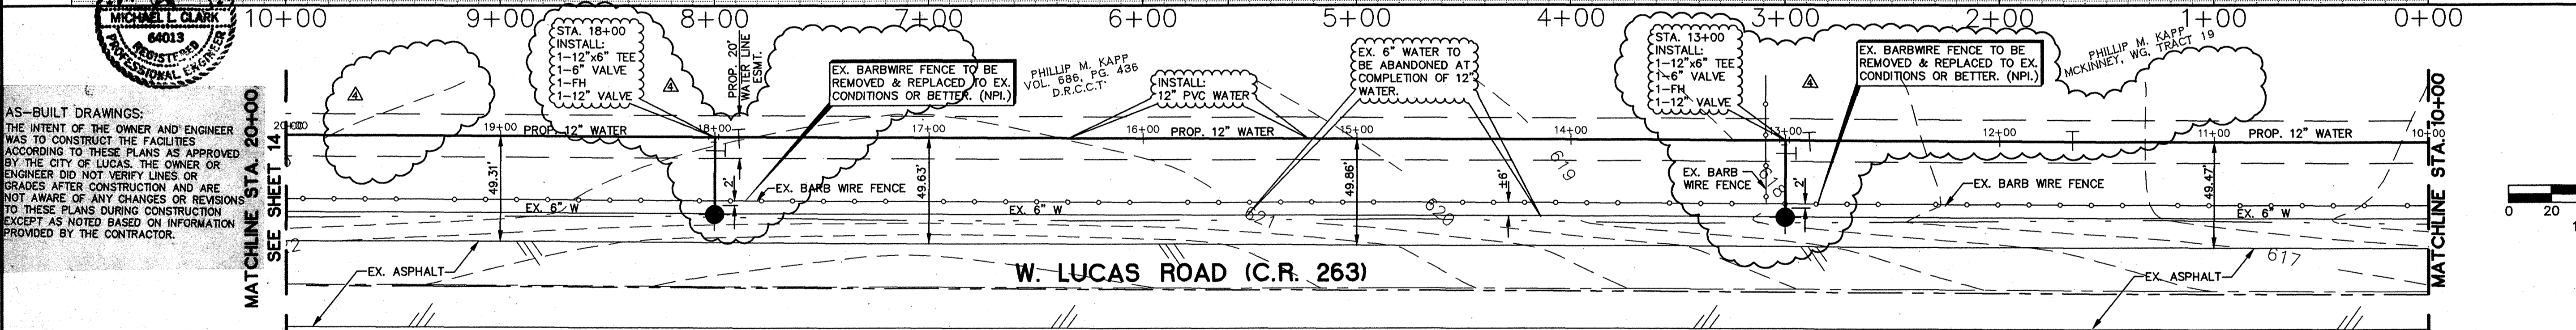 10+00 9+00 8+00 7+00 6+00 5+00 4+00 3+00 2+00 1+00 0+00
MICHAEL L. CLARK
64013
REGISTERED
PROFESSIONAL ENGINEER
AS-BUILT DRAWINGS:
THE INTENT OF THE OWNER AND ENGINEER
WAS TO CONSTRUCT THE FACILITIES
ACCORDING TO THESE PLANS AS APPROVED
BY THE CITY OF LUCAS. THE OWNER OR
ENGINEER DID NOT VERIFY LINES OR
GRADES AFTER CONSTRUCTION AND ARE
NOT AWARE OF ANY CHANGES OR REVISIONS
TO THESE PLANS DURING CONSTRUCTION
EXCEPT AS NOTED BASED ON INFORMATION
PROVIDED BY THE CONTRACTOR.
MATCHLINE STA. 20+00
SEE SHEET 14
4
STA. 18+00
INSTALL:
1-12"x6" TEE
1-6" VALVE
1-FH
1-12" VALVE
4
PROP. 20'
WATER LINE
ESMT.
EX. BARBWIRE FENCE TO BE
REMOVED & REPLACED TO EX.
CONDITIONS OR BETTER. (NPI.)
PHILLIP M. KAPP
VOL. 686, PG. 436
D.R.C.C.T'
INSTALL:
12" PVC WATER
EX. 6" WATER TO
BE ABANDONED AT
COMPLETION OF 12"
WATER.
STA. 13+00
INSTALL:
1-12"x6" TEE
1-6" VALVE
1-FH
1-12" VALVE
4
EX. BARBWIRE FENCE TO BE
REMOVED & REPLACED TO EX.
CONDITIONS OR BETTER. (NPI.)
PHILLIP M. KAPP
MCKINNEY, WG. TRACT 19
20+00 19+00 PROP. 12" WATER 18+00 17+00 16+00 PROP. 12" WATER 15+00 14+00 13+00 12+00 11+00 PROP. 12" WATER 10+00
49.31'
2'
49.63'
49.86'
±6'
2'
49.47'
EX. BARB WIRE FENCE
EX. BARB
WIRE FENCE
EX. BARB WIRE FENCE
EX. 6" W
EX. 6" W
EX. 6" W
621
620
619
618
617
2
EX. ASPHALT
W. LUCAS ROAD (C.R. 263)
EX. ASPHALT
MATCHLINE STA. 10+00
0 20